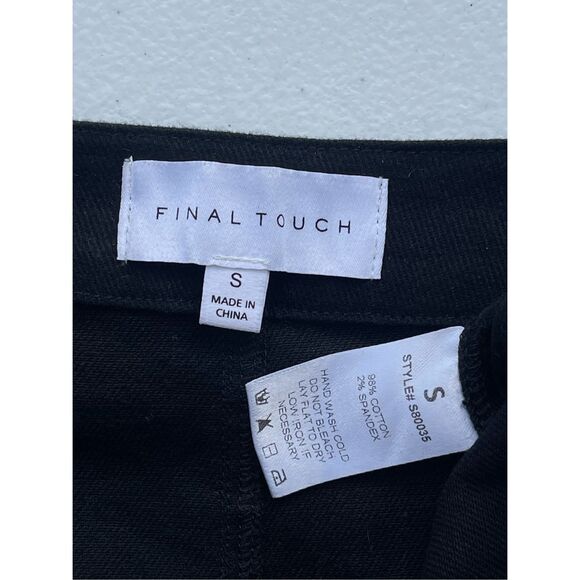 FINAL TOUCH
S
MADE IN
CHINA
STYLE# S80035
S
98% COTTON
2% SPANDEX
HAND WASH COLD
DO NOT BLEACH
LAY FLAT TO DRY
LOW IRON IF
NECESSARY